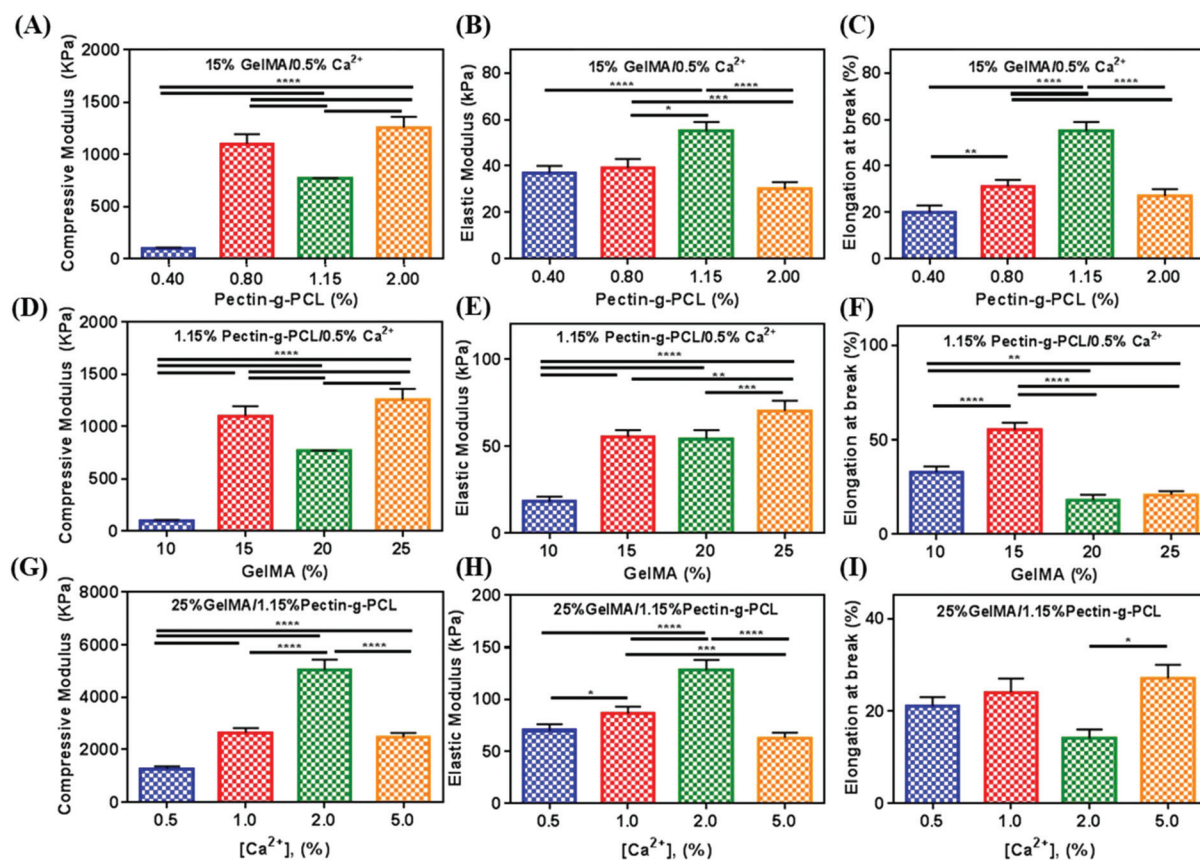 (A)
Compressive Modulus (KPa)
2000
1500
1000
500
0
15% GelMA/0.5% Ca²⁺
****
0.40 0.80 1.15 2.00
Pectin-g-PCL (%)
(B)
Elastic Modulus (kPa)
80
60
40
20
0
15% GelMA/0.5% Ca²⁺
**** ****
***
*
0.40 0.80 1.15 2.00
Pectin-g-PCL (%)
(C)
Elongation at break (%)
80
60
40
20
0
15% GelMA/0.5% Ca²⁺
**** ****
**
0.40 0.80 1.15 2.00
Pectin-g-PCL (%)
(D)
Compressive Modulus (KPa)
2000
1500
1000
500
0
1.15% Pectin-g-PCL/0.5% Ca²⁺
****
10 15 20 25
GelMA (%)
(E)
Elastic Modulus (kPa)
100
50
0
1.15% Pectin-g-PCL/0.5% Ca²⁺
****
**
***
10 15 20 25
GelMA (%)
(F)
Elongation at break (%)
100
50
0
1.15% Pectin-g-PCL/0.5% Ca²⁺
**
****
****
10 15 20 25
GelMA (%)
(G)
Compressive Modulus (KPa)
8000
6000
4000
2000
0
25%GelMA/1.15%Pectin-g-PCL
****
**** ****
0.5 1.0 2.0 5.0
[Ca²⁺], (%)
(H)
Elastic Modulus (kPa)
200
150
100
50
0
25%GelMA/1.15%Pectin-g-PCL
****
****
***
*
0.5 1.0 2.0 5.0
[Ca²⁺], (%)
(I)
Elongation at break (%)
40
20
0
25%GelMA/1.15%Pectin-g-PCL
*
0.5 1.0 2.0 5.0
[Ca²⁺], (%)